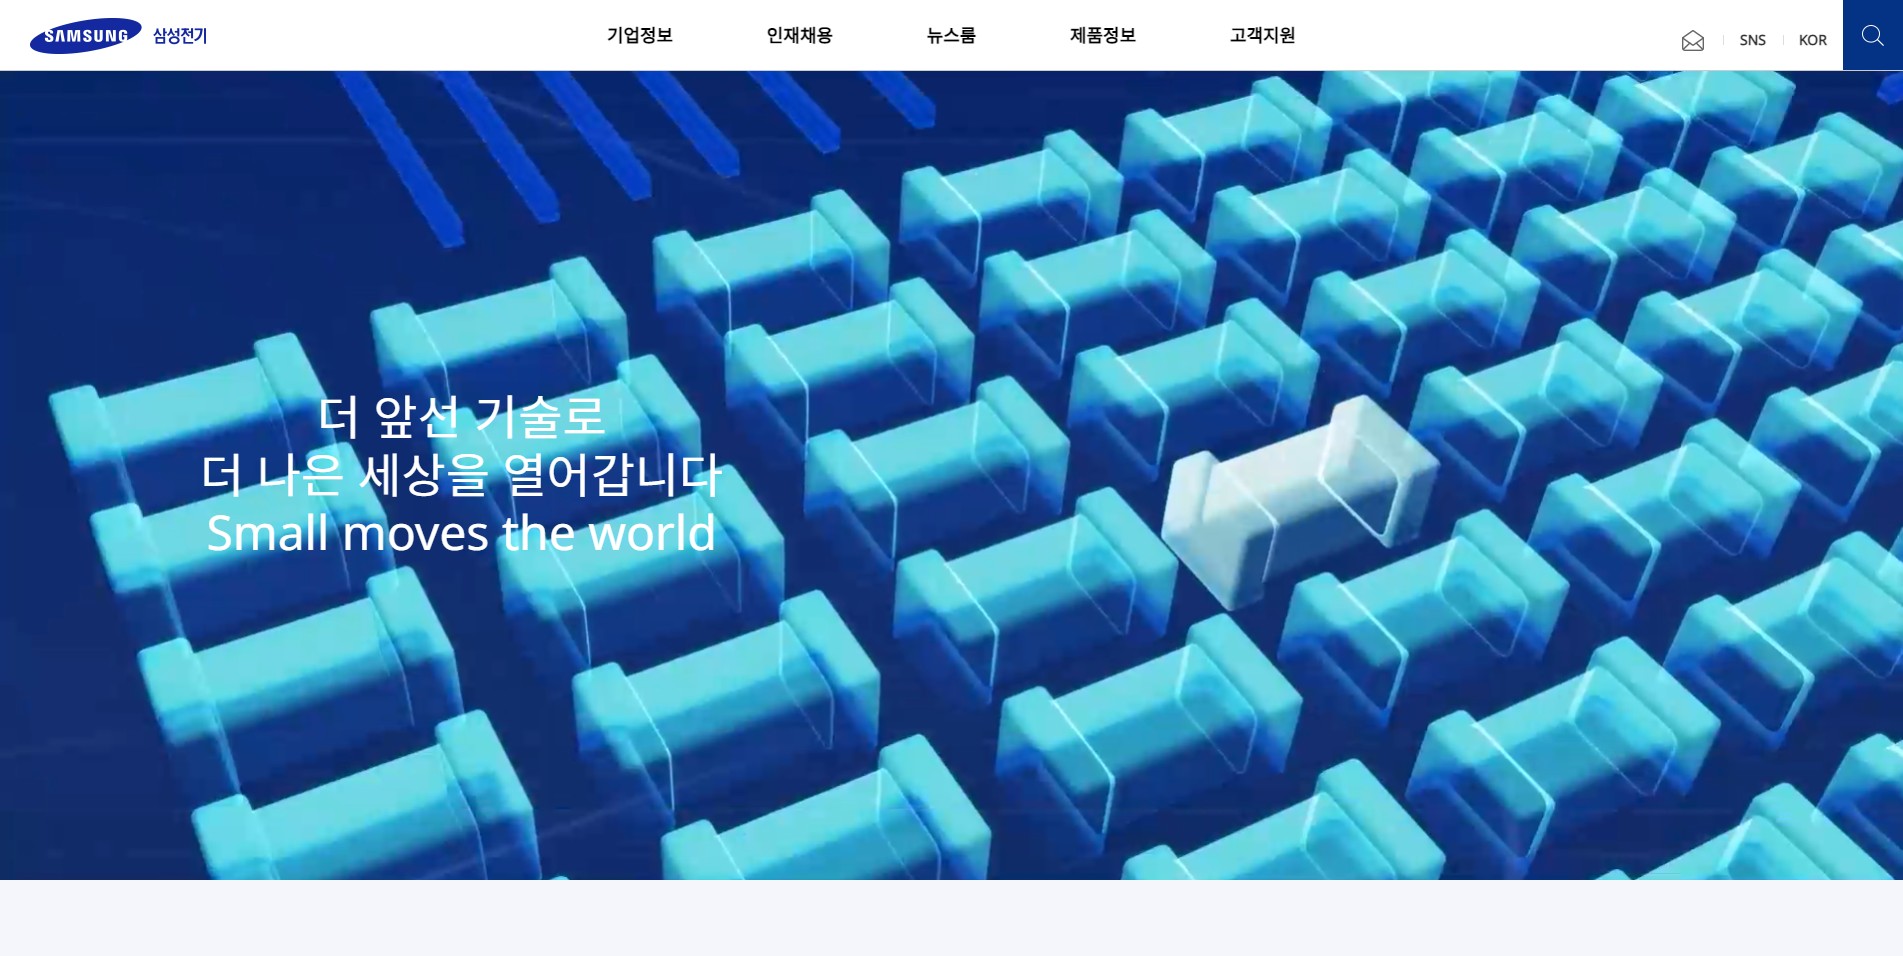 SAMSUNG 삼성전기
기업정보
인재채용
뉴스룸
제품정보
고객지원
SNS
KOR
더 앞선 기술로
더 나은 세상을 열어갑니다
Small moves the world